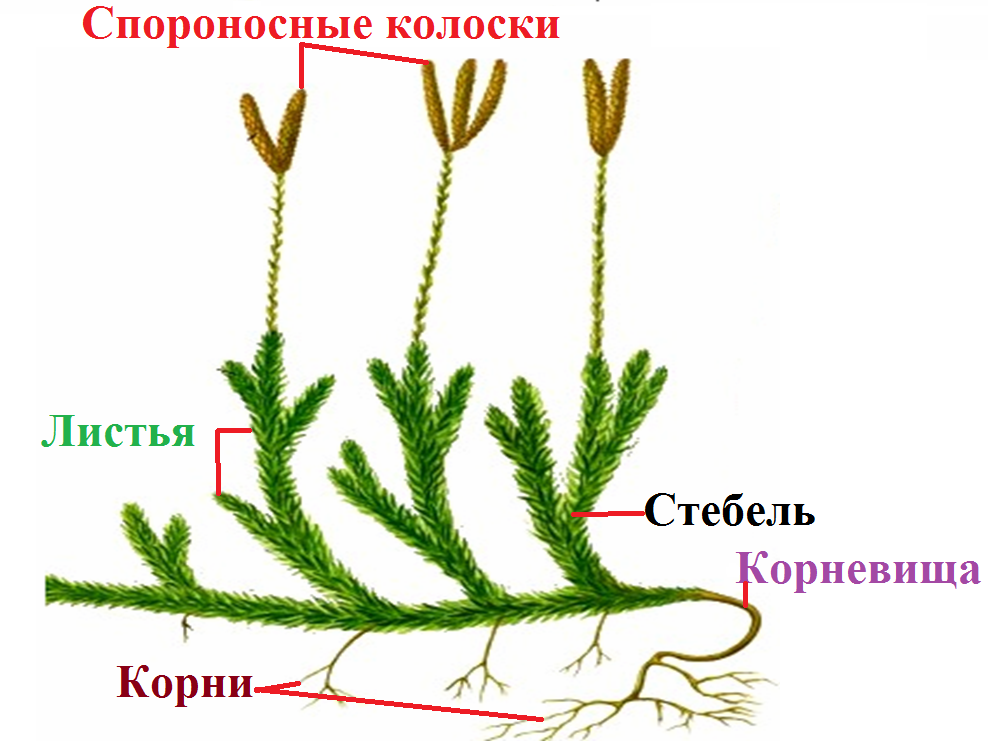 Спороносные колоски
Листья
Стебель
Корневища
Корни